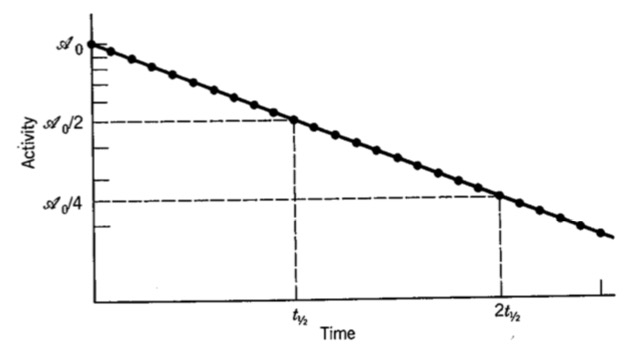 𝒜₀
𝒜₀/2
Activity
𝒜₀/4
t½
2t½
Time